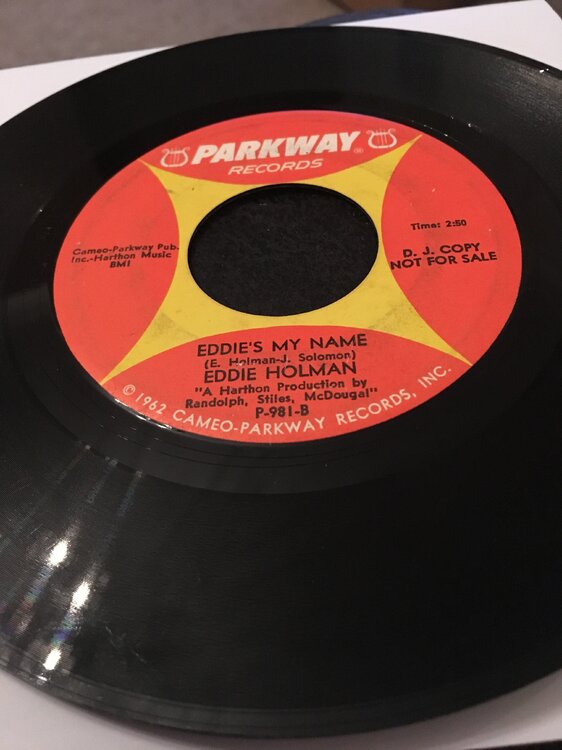 PARKWAY ®
RECORDS
Time: 2:50
Cameo-Parkway Pub.
Inc.-Harthon Music
BMI
D. J. COPY
NOT FOR SALE
EDDIE'S MY NAME
(E. Holman-J. Solomon)
EDDIE HOLMAN
"A Harthon Production by
Randolph, Stiles, McDougal"
P-981-B
© 1962 CAMEO-PARKWAY RECORDS, INC.